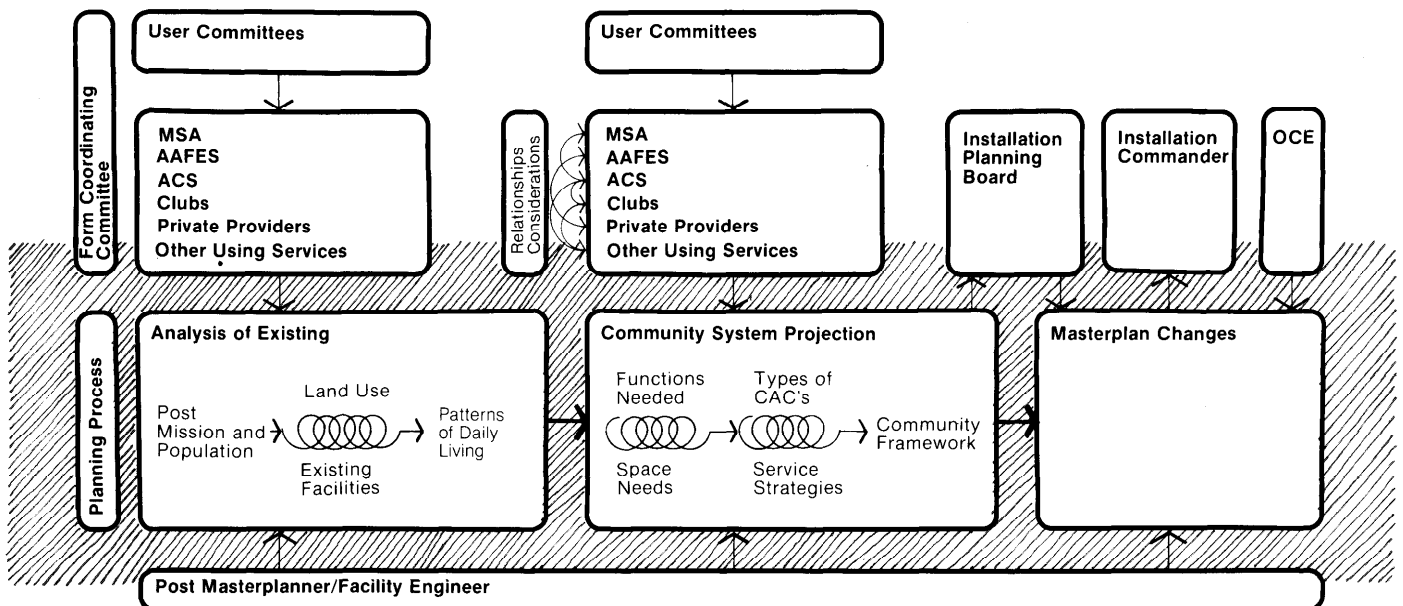 Form Coordinating
Committee
User Committees
MSA
AAFES
ACS
Clubs
Private Providers
Other Using Services
Relationships
Considerations
User Committees
MSA
AAFES
ACS
Clubs
Private Providers
Other Using Services
Installation
Planning
Board
Installation
Commander
OCE
Planning Process
Analysis of Existing
Post
Mission and
Population
Land Use
Existing
Facilities
Patterns
of Daily
Living
Community System Projection
Functions
Needed
Space
Needs
Types of
CAC's
Service
Strategies
Community
Framework
Masterplan Changes
Post Masterplanner/Facility Engineer